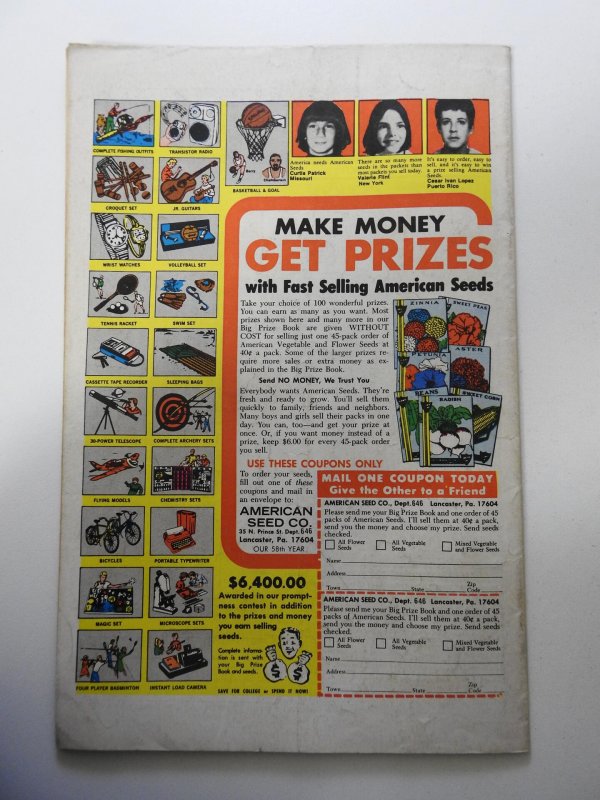 COMPLETE FISHING OUTFITS
TRANSISTOR RADIO
CROQUET SET
JR. GUITARS
WRIST WATCHES
VOLLEYBALL SET
TENNIS RACKET
SWIM SET
CASSETTE TAPE RECORDER
SLEEPING BAGS
30-POWER TELESCOPE
COMPLETE ARCHERY SETS
FLYING MODELS
CHEMISTRY SETS
BICYCLES
PORTABLE TYPEWRITER
MAGIC SET
MICROSCOPE SETS
FOUR PLAYER BADMINTON
INSTANT LOAD CAMERA
BASKETBALL & GOAL
America needs American
Seeds
Curtis Patrick
Missouri
There are so many more
seeds in the packets than
most packets you sell today.
Valerie Flint
New York
It's easy to order, easy to
sell, and it's easy to win
a prize selling American
Seeds.
Cesar Ivan Lopez
Puerto Rico
MAKE MONEY
GET PRIZES
with Fast Selling American Seeds
Take your choice of 100 wonderful prizes.
You can earn as many as you want. Most
prizes shown here and many more in our
Big Prize Book are given WITHOUT
COST for selling just one 45-pack order of
American Vegetable and Flower Seeds at
40¢ a pack. Some of the larger prizes re-
quire more sales or extra money as ex-
plained in the Big Prize Book.
Send NO MONEY, We Trust You
Everybody wants American Seeds. They're
fresh and ready to grow. You'll sell them
quickly to family, friends and neighbors.
Many boys and girls sell their packs in one
day. You can, too—and get your prize at
once. Or, if you want money instead of a
prize, keep $6.00 for every 45-pack order
you sell.
ZINNIA
SWEET PEAS
PETUNIA
ASTER
BEANS
RADISH
SWEET CORN
USE THESE COUPONS ONLY
To order your seeds,
fill out one of these
coupons and mail in
an envelope to:
AMERICAN
SEED CO.
35 N. Prince St. Dept. 646
Lancaster, Pa. 17604
OUR 58th YEAR
MAIL ONE COUPON TODAY
Give the Other to a Friend
AMERICAN SEED CO., Dept. 646 Lancaster, Pa. 17604
Please send me your Big Prize Book and one order of 45
packs of American Seeds. I'll sell them at 40¢ a pack,
send you the money and choose my prize. Send seeds
checked.
All Flower
Seeds
All Vegetable
Seeds
Mixed Vegetable
and Flower Seeds
Name
Address
Town State Zip
Code
AMERICAN SEED CO., Dept. 646 Lancaster, Pa. 17604
Please send me your Big Prize Book and one order of 45
packs of American Seeds. I'll sell them at 40¢ a pack,
send you the money and choose my prize. Send seeds
checked.
All Flower
Seeds
All Vegetable
Seeds
Mixed Vegetable
and Flower Seeds
Name
Address
Town State Zip
Code
$6,400.00
Awarded in our prompt-
ness contest in addition
to the prizes and money
you earn selling
seeds.
Complete informa-
tion is sent with
your Big Prize
Book and seeds.
$ $
SAVE FOR COLLEGE or SPEND IT NOW!